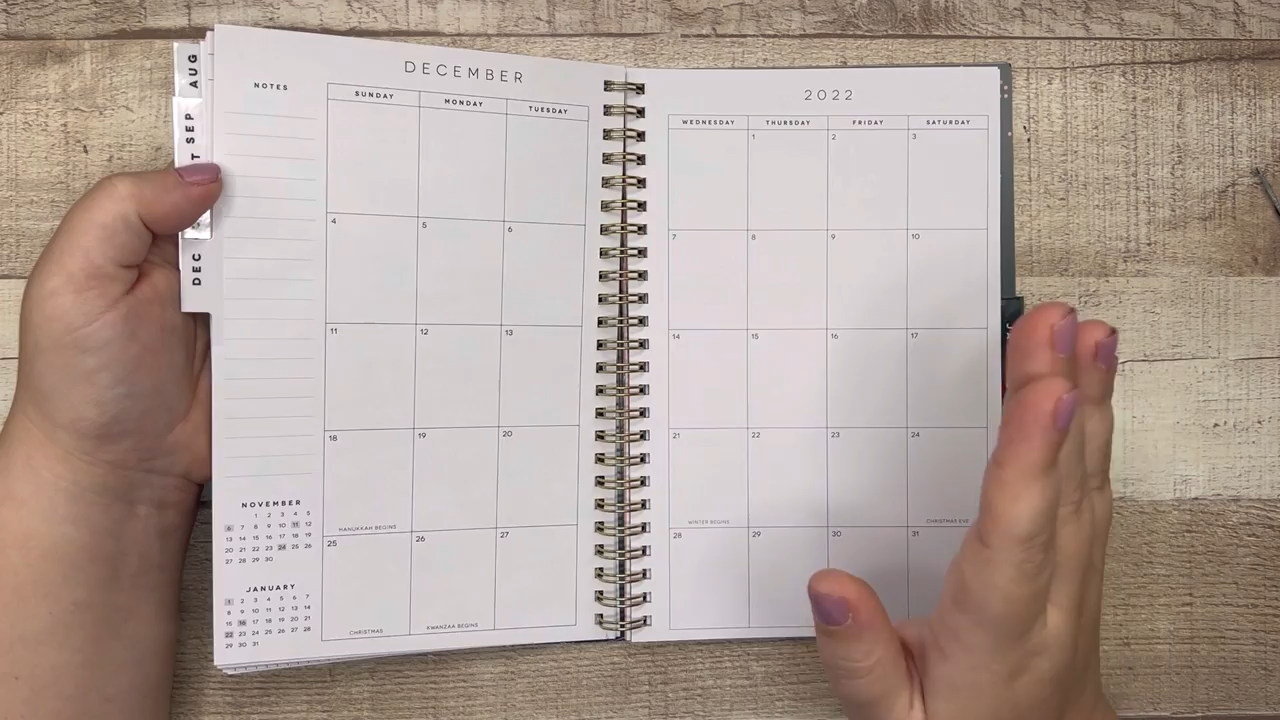 AUG
SEP
T
DEC
DECEMBER
2022
NOTES
SUNDAY MONDAY TUESDAY WEDNESDAY THURSDAY FRIDAY SATURDAY
1 2 3
4 5 6 7 8 9 10
11 12 13 14 15 16 17
18 19 20 21 22 23 24
HANUKKAH BEGINS WINTER BEGINS CHRISTMAS EVE
25 26 27 28 29 30 31
CHRISTMAS KWANZAA BEGINS
NOVEMBER
1 2 3 4 5
6 7 8 9 10 11 12
13 14 15 16 17 18 19
20 21 22 23 24 25 26
27 28 29 30
JANUARY
1 2 3 4 5 6 7
8 9 10 11 12 13 14
15 16 17 18 19 20 21
22 23 24 25 26 27 28
29 30 31